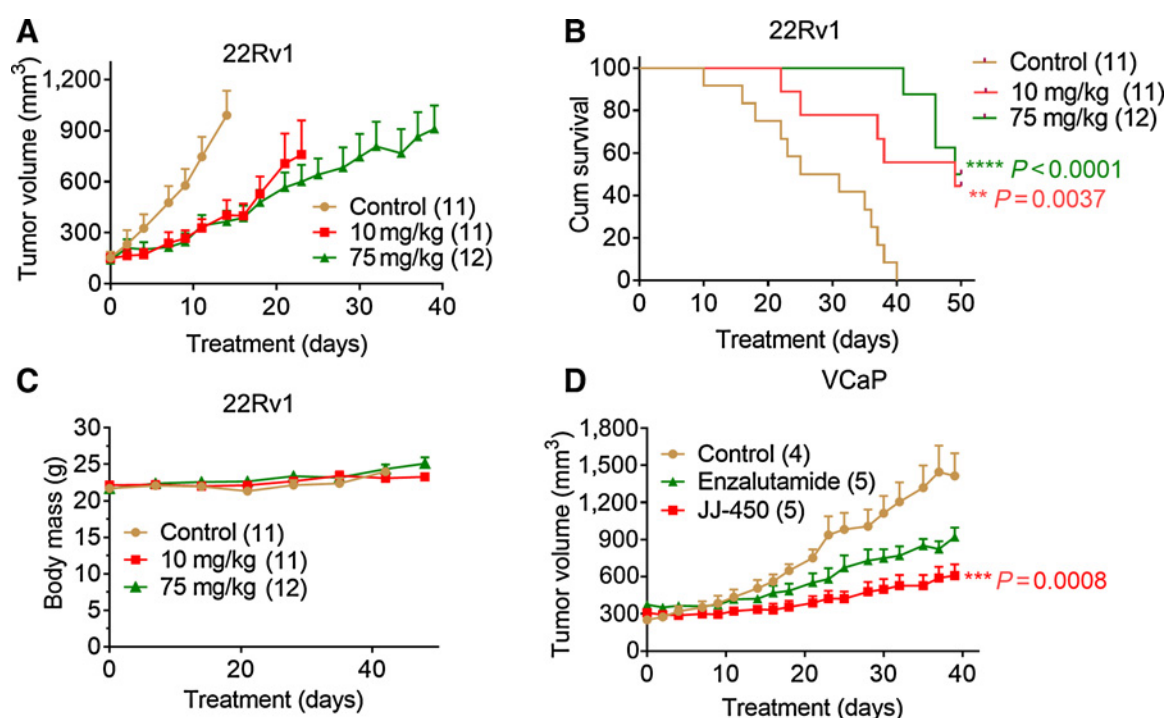 A
22Rv1
Tumor volume (mm3)
1,200
900
600
300
0
0 10 20 30 40
Treatment (days)
Control (11)
10 mg/kg (11)
75 mg/kg (12)
B
22Rv1
Cum survival
100
80
60
40
20
0
0 10 20 30 40 50
Treatment (days)
Control (11)
10 mg/kg (11)
75 mg/kg (12)
**** P < 0.0001
** P = 0.0037
C
22Rv1
Body mass (g)
30
25
20
15
10
5
0
0 20 40
Treatment (days)
Control (11)
10 mg/kg (11)
75 mg/kg (12)
D
VCaP
Tumor volume (mm3)
1,800
1,500
1,200
900
600
300
0
0 10 20 30 40
Treatment (days)
Control (4)
Enzalutamide (5)
JJ-450 (5)
*** P = 0.0008